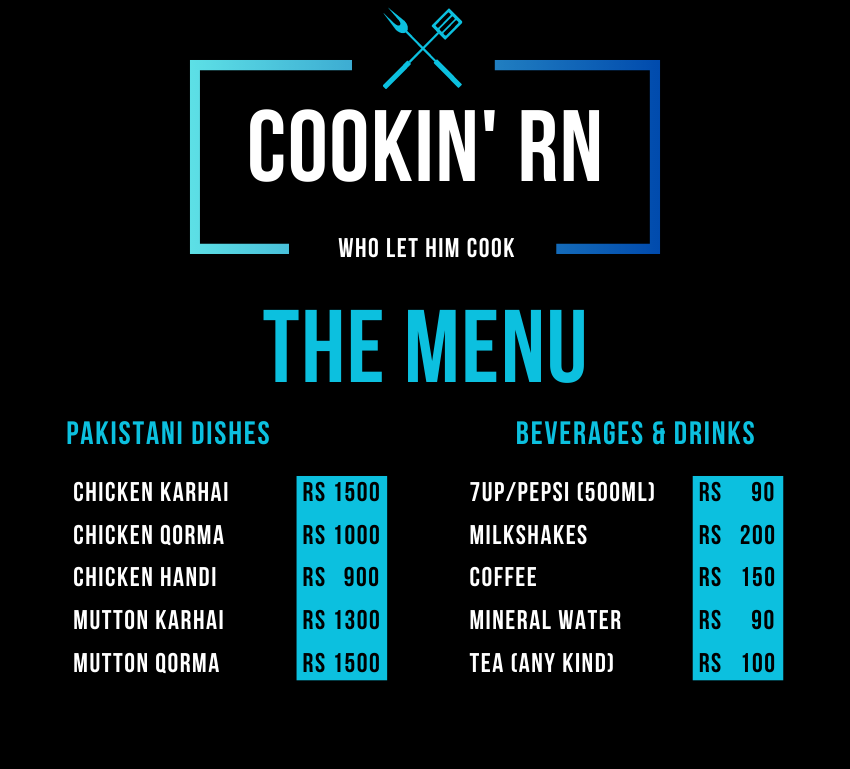 COOKIN' RN
WHO LET HIM COOK
THE MENU
PAKISTANI DISHES
CHICKEN KARHAI RS 1500
CHICKEN QORMA RS 1000
CHICKEN HANDI RS 900
MUTTON KARHAI RS 1300
MUTTON QORMA RS 1500
BEVERAGES & DRINKS
7UP/PEPSI (500ML) RS 90
MILKSHAKES RS 200
COFFEE RS 150
MINERAL WATER RS 90
TEA (ANY KIND) RS 100